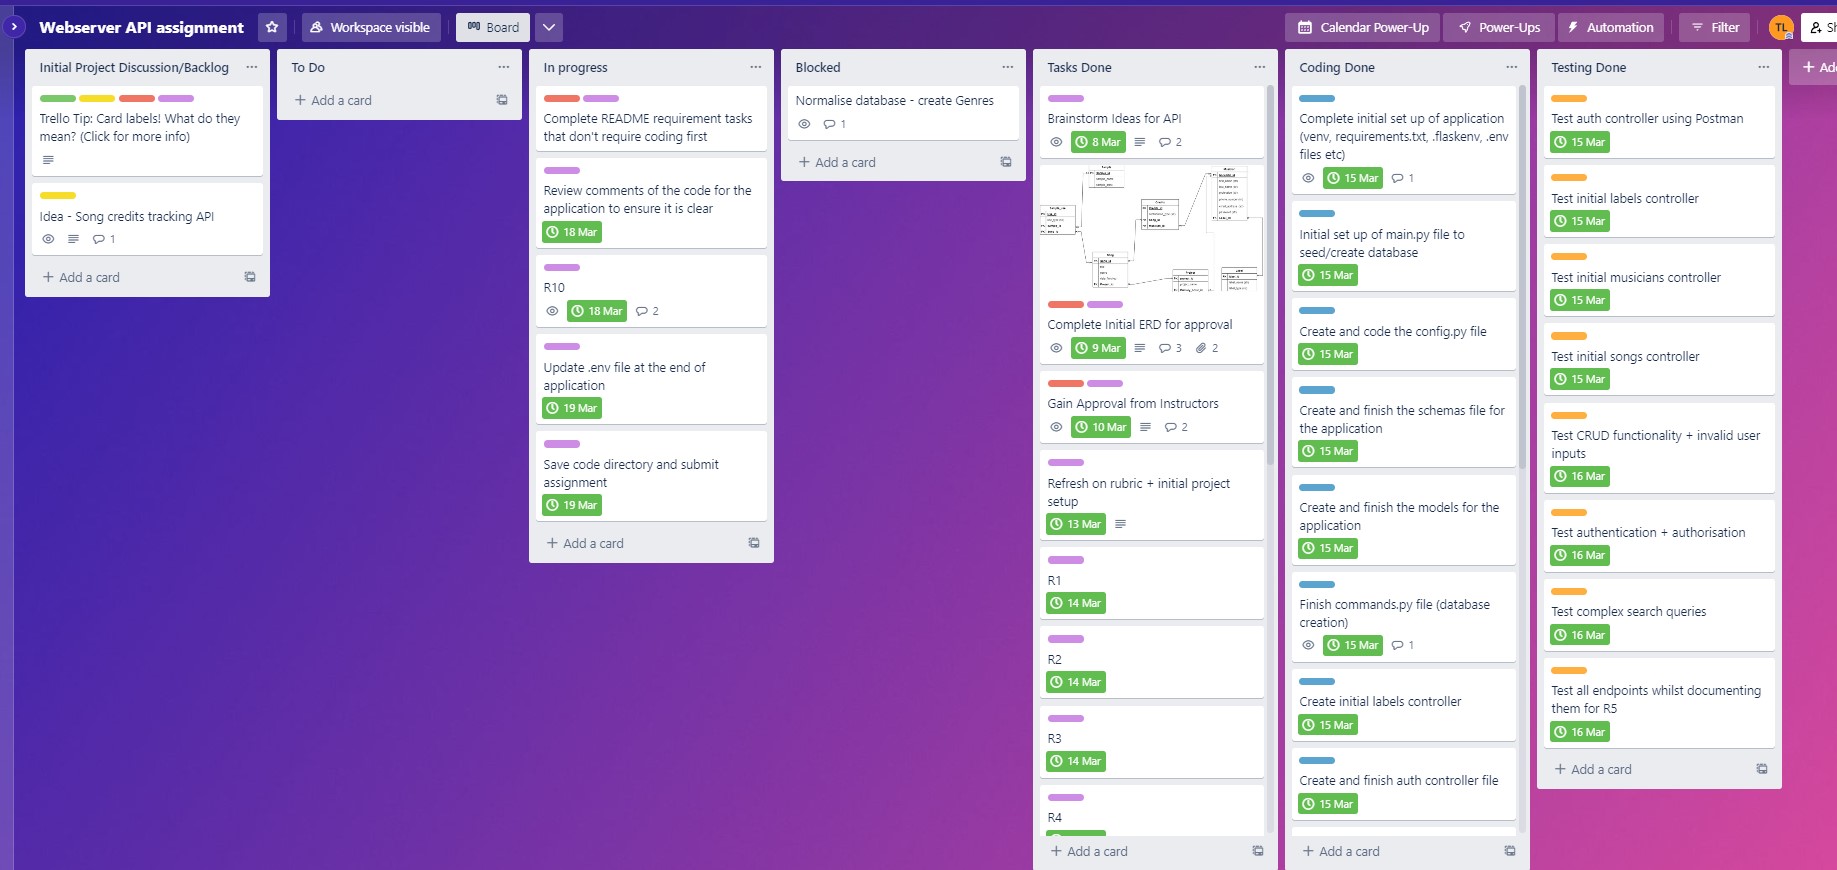 Webserver API assignment
Workspace visible
Board
Calendar Power-Up
Power-Ups
Automation
Filter
TL
Initial Project Discussion/Backlog
Trello Tip: Card labels! What do they
mean? (Click for more info)
Idea - Song credits tracking API
1
+ Add a card
To Do
+ Add a card
In progress
Complete README requirement tasks
that don't require coding first
Review comments of the code for the
application to ensure it is clear
18 Mar
R10
18 Mar
2
Update .env file at the end of
application
19 Mar
Save code directory and submit
assignment
19 Mar
+ Add a card
Blocked
Normalise database - create Genres
1
+ Add a card
Tasks Done
Brainstorm Ideas for API
8 Mar
2
Complete Initial ERD for approval
9 Mar
3
2
Gain Approval from Instructors
10 Mar
2
Refresh on rubric + initial project
setup
13 Mar
R1
14 Mar
R2
14 Mar
R3
14 Mar
R4
+ Add a card
Coding Done
Complete initial set up of application
(venv, requirements.txt, .flaskenv, .env
files etc)
15 Mar
1
Initial set up of main.py file to
seed/create database
15 Mar
Create and code the config.py file
15 Mar
Create and finish the schemas file for
the application
15 Mar
Create and finish the models for the
application
15 Mar
Finish commands.py file (database
creation)
15 Mar
1
Create initial labels controller
15 Mar
Create and finish auth controller file
15 Mar
+ Add a card
Testing Done
Test auth controller using Postman
15 Mar
Test initial labels controller
15 Mar
Test initial musicians controller
15 Mar
Test initial songs controller
15 Mar
Test CRUD functionality + invalid user
inputs
16 Mar
Test authentication + authorisation
16 Mar
Test complex search queries
16 Mar
Test all endpoints whilst documenting
them for R5
16 Mar
+ Add a card